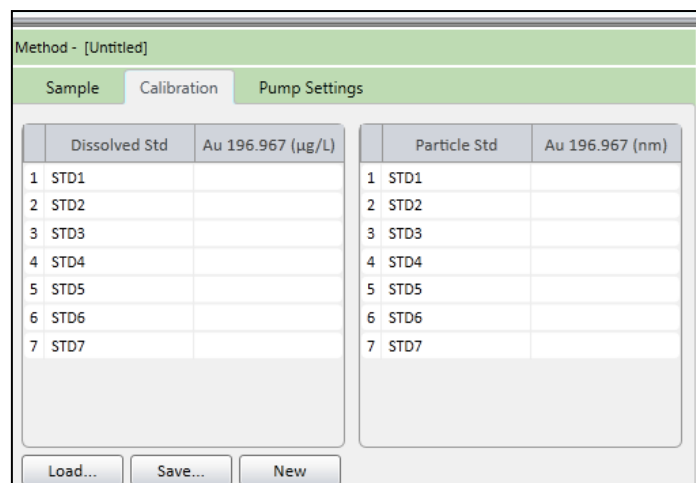 Method - [Untitled]
Sample Calibration Pump Settings
Dissolved Std Au 196.967 (µg/L) Particle Std Au 196.967 (nm)
1 STD1 1 STD1
2 STD2 2 STD2
3 STD3 3 STD3
4 STD4 4 STD4
5 STD5 5 STD5
6 STD6 6 STD6
7 STD7 7 STD7
Load... Save... New